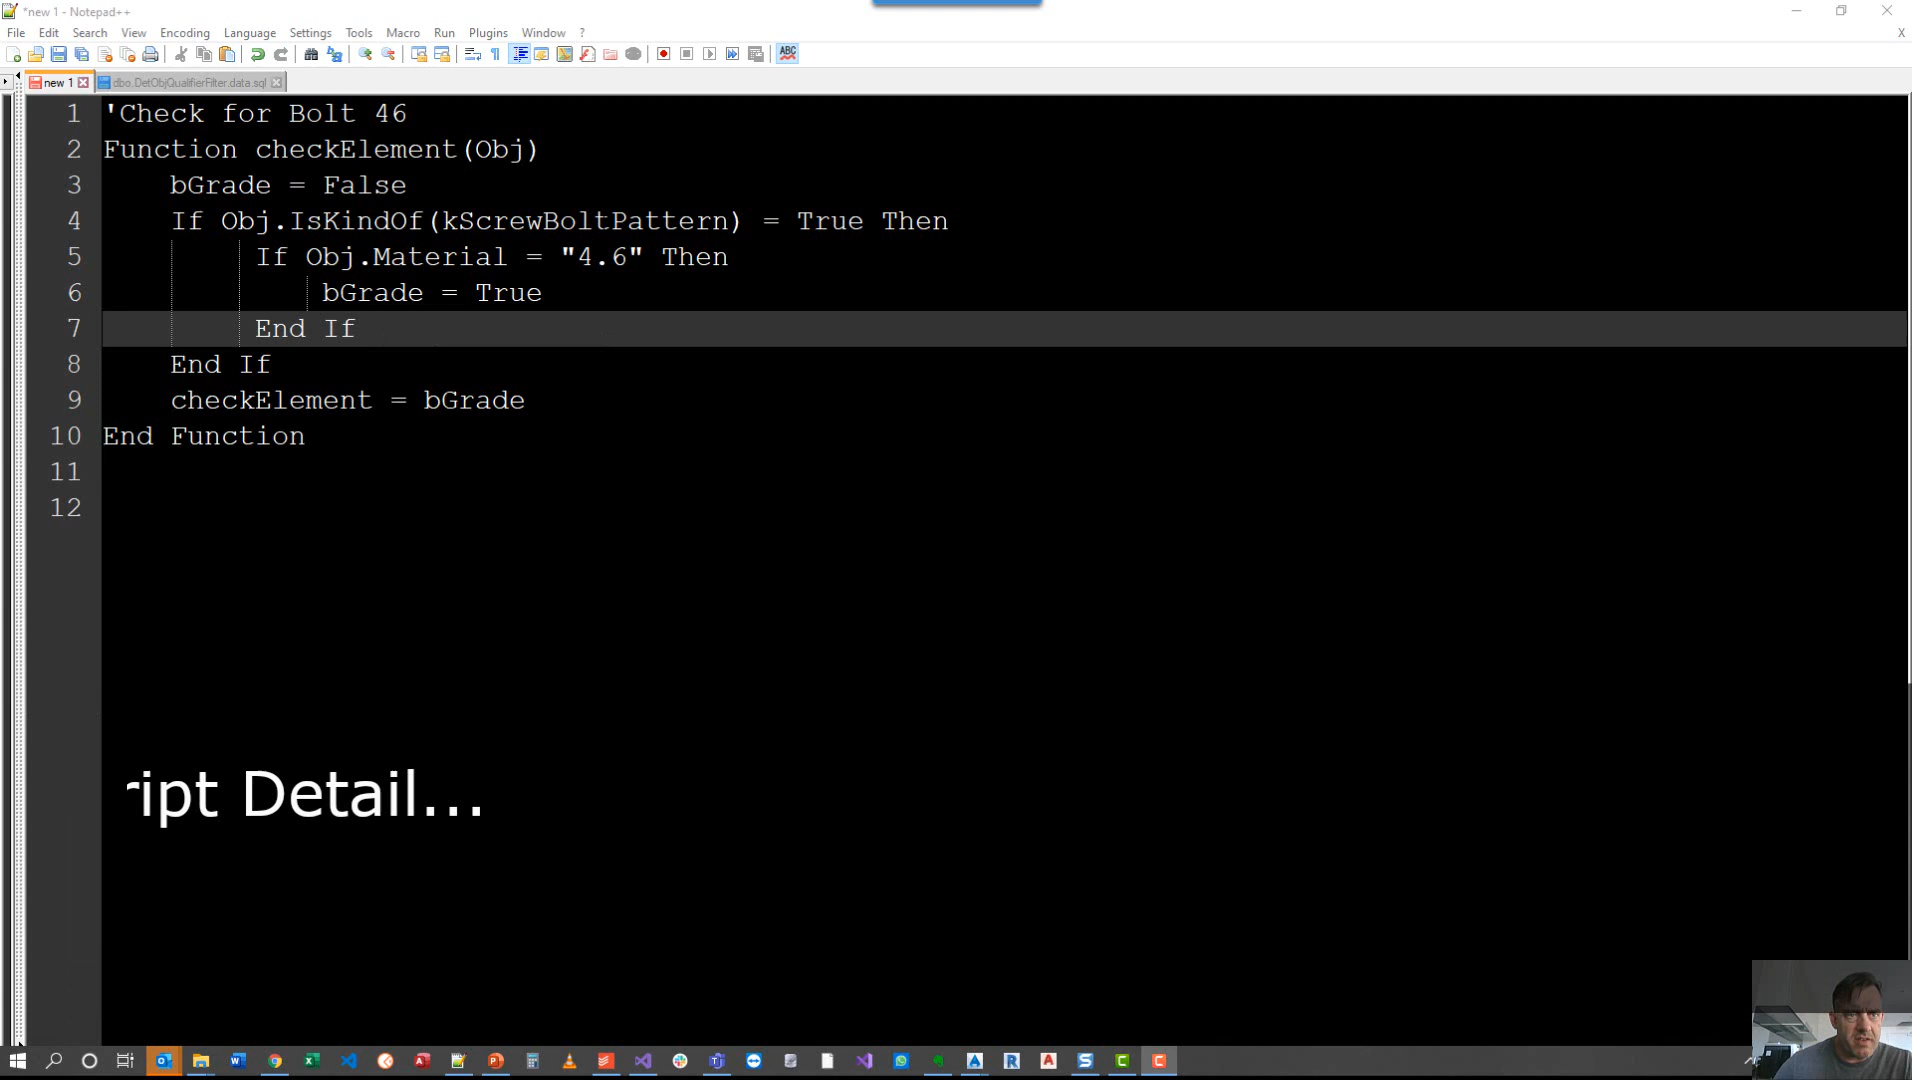 *new 1 - Notepad++
File Edit Search View Encoding Language Settings Tools Macro Run Plugins Window ? X
ABC
new 1 dbo.DetObjQualifierFilter.data.sql
1 'Check for Bolt 46
2 Function checkElement(Obj)
3 bGrade = False
4 If Obj.IsKindOf(kScrewBoltPattern) = True Then
5 If Obj.Material = "4.6" Then
6 bGrade = True
7 End If
8 End If
9 checkElement = bGrade
10 End Function
11
12
ript Detail...